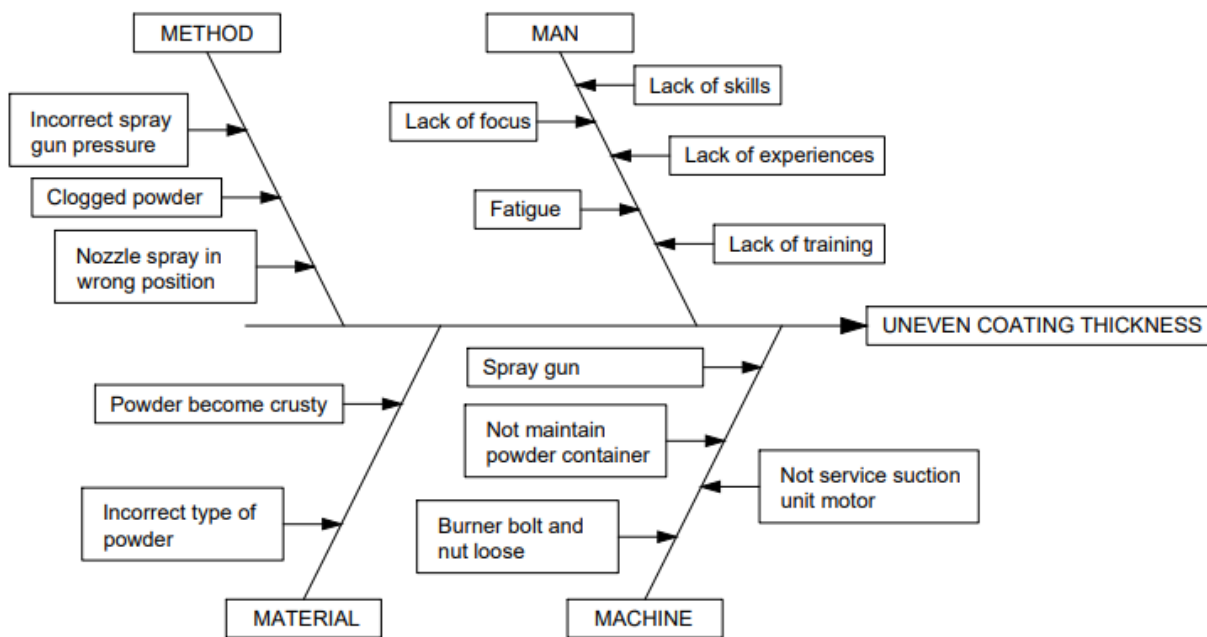 METHOD
MAN
Lack of skills
Lack of focus
Incorrect spray
gun pressure
Lack of experiences
Clogged powder
Fatigue
Nozzle spray in
wrong position
Lack of training
UNEVEN COATING THICKNESS
Spray gun
Powder become crusty
Not maintain
powder container
Not service suction
unit motor
Incorrect type of
powder
Burner bolt and
nut loose
MATERIAL
MACHINE